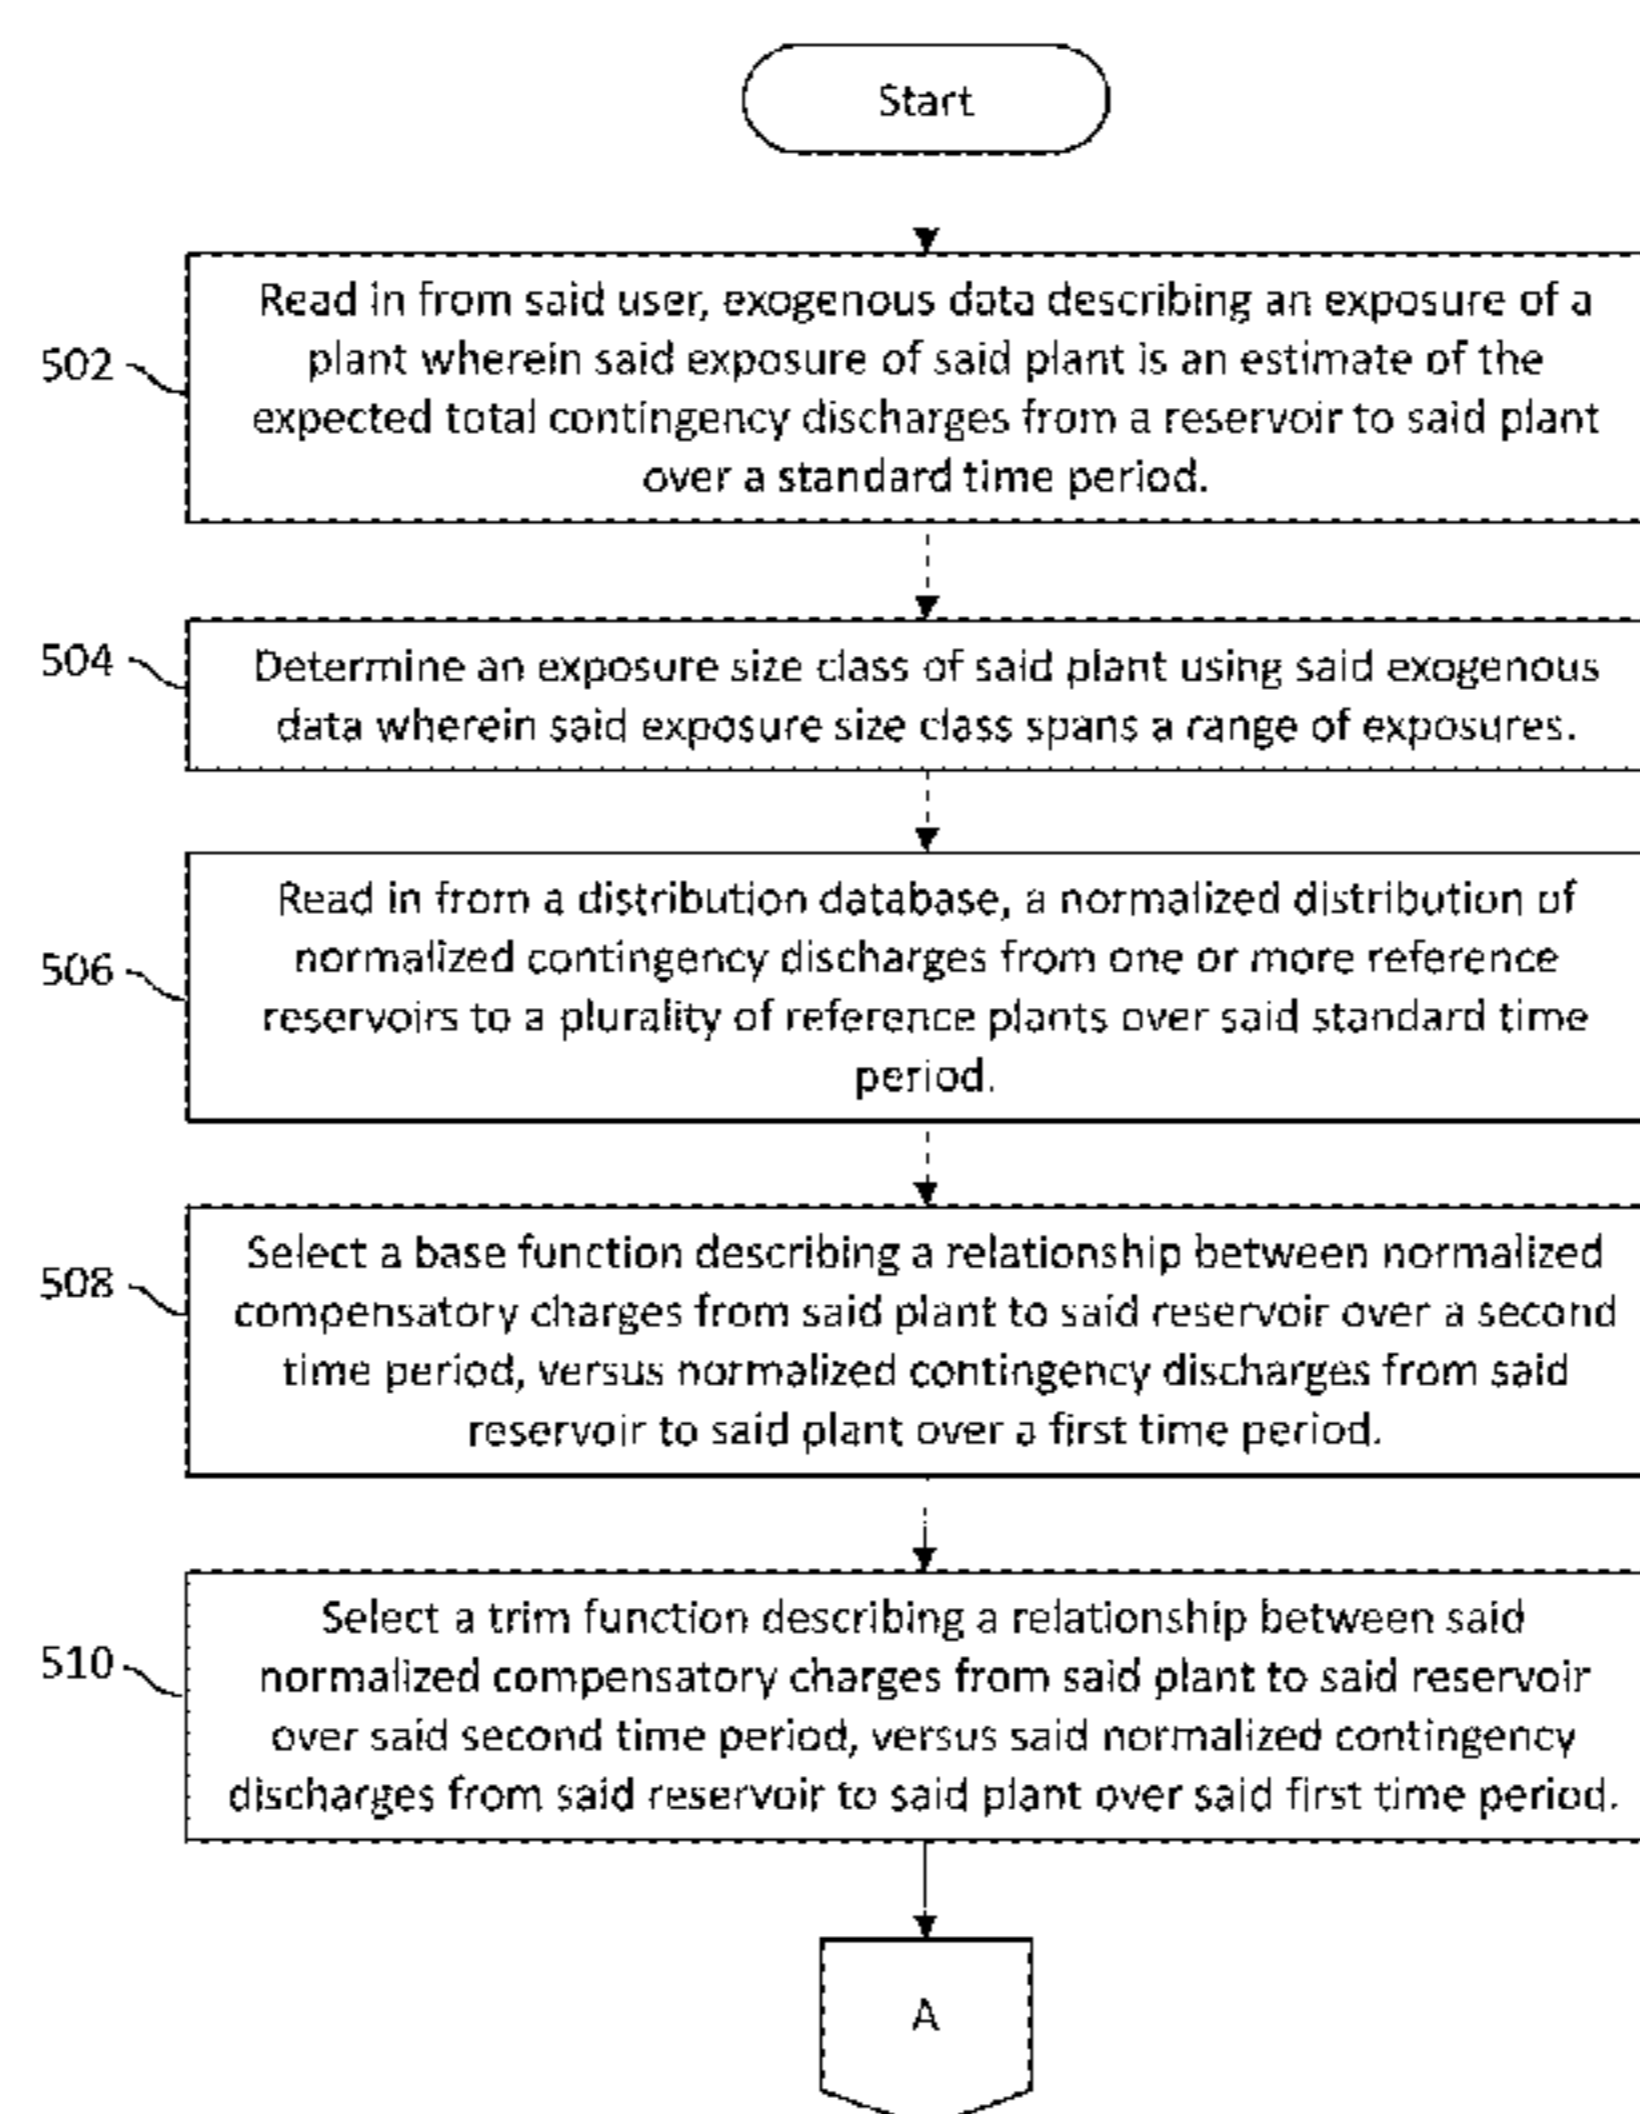 Start
Read in from said user, exogenous data describing an exposure of a
502
plant wherein said exposure of said plant is an estimate of the
expected total contingency discharges from a reservoir to said plant
over a standard time period.
504
Determine an exposure size class of said plant using said exogenous
data wherein said exposure size class spans a range of exposures.
Read in from a distribution database, a normalized distribution of
normalized contingency discharges from one or more reference
506
reservoirs to a plurality of reference plants over said standard time
period.
Select a base function describing a relationship between normalized
508
compensatory charges from said plant to said reservoir over a second
time period, versus normalized contingency discharges from said
reservoir to said plant over a first time period.
Select a trim function describing a relationship between said
510
normalized compensatory charges from said plant to said reservoir
over said second time period, versus said normalized contingency
discharges from said reservoir to said plant over said first time period.
A